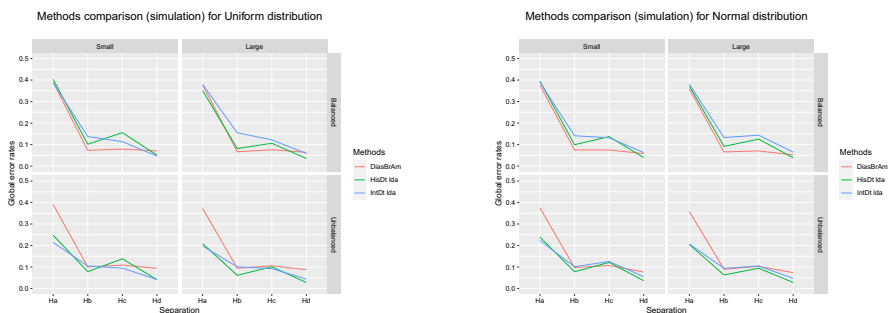 Methods comparison (simulation) for Uniform distribution
Small
Large
Balanced
Unbalanced
Global error rates
0.5
0.4
0.3
0.2
0.1
0.0
0.5
0.4
0.3
0.2
0.1
0.0
Ha Hb Hc Hd
Ha Hb Hc Hd
Separation
Methods
DiasBrAm
HisDt lda
IntDt lda
Methods comparison (simulation) for Normal distribution
Small
Large
Balanced
Unbalanced
Global error rates
0.5
0.4
0.3
0.2
0.1
0.0
0.5
0.4
0.3
0.2
0.1
0.0
Ha Hb Hc Hd
Ha Hb Hc Hd
Separation
Methods
DiasBrAm
HisDt lda
IntDt lda